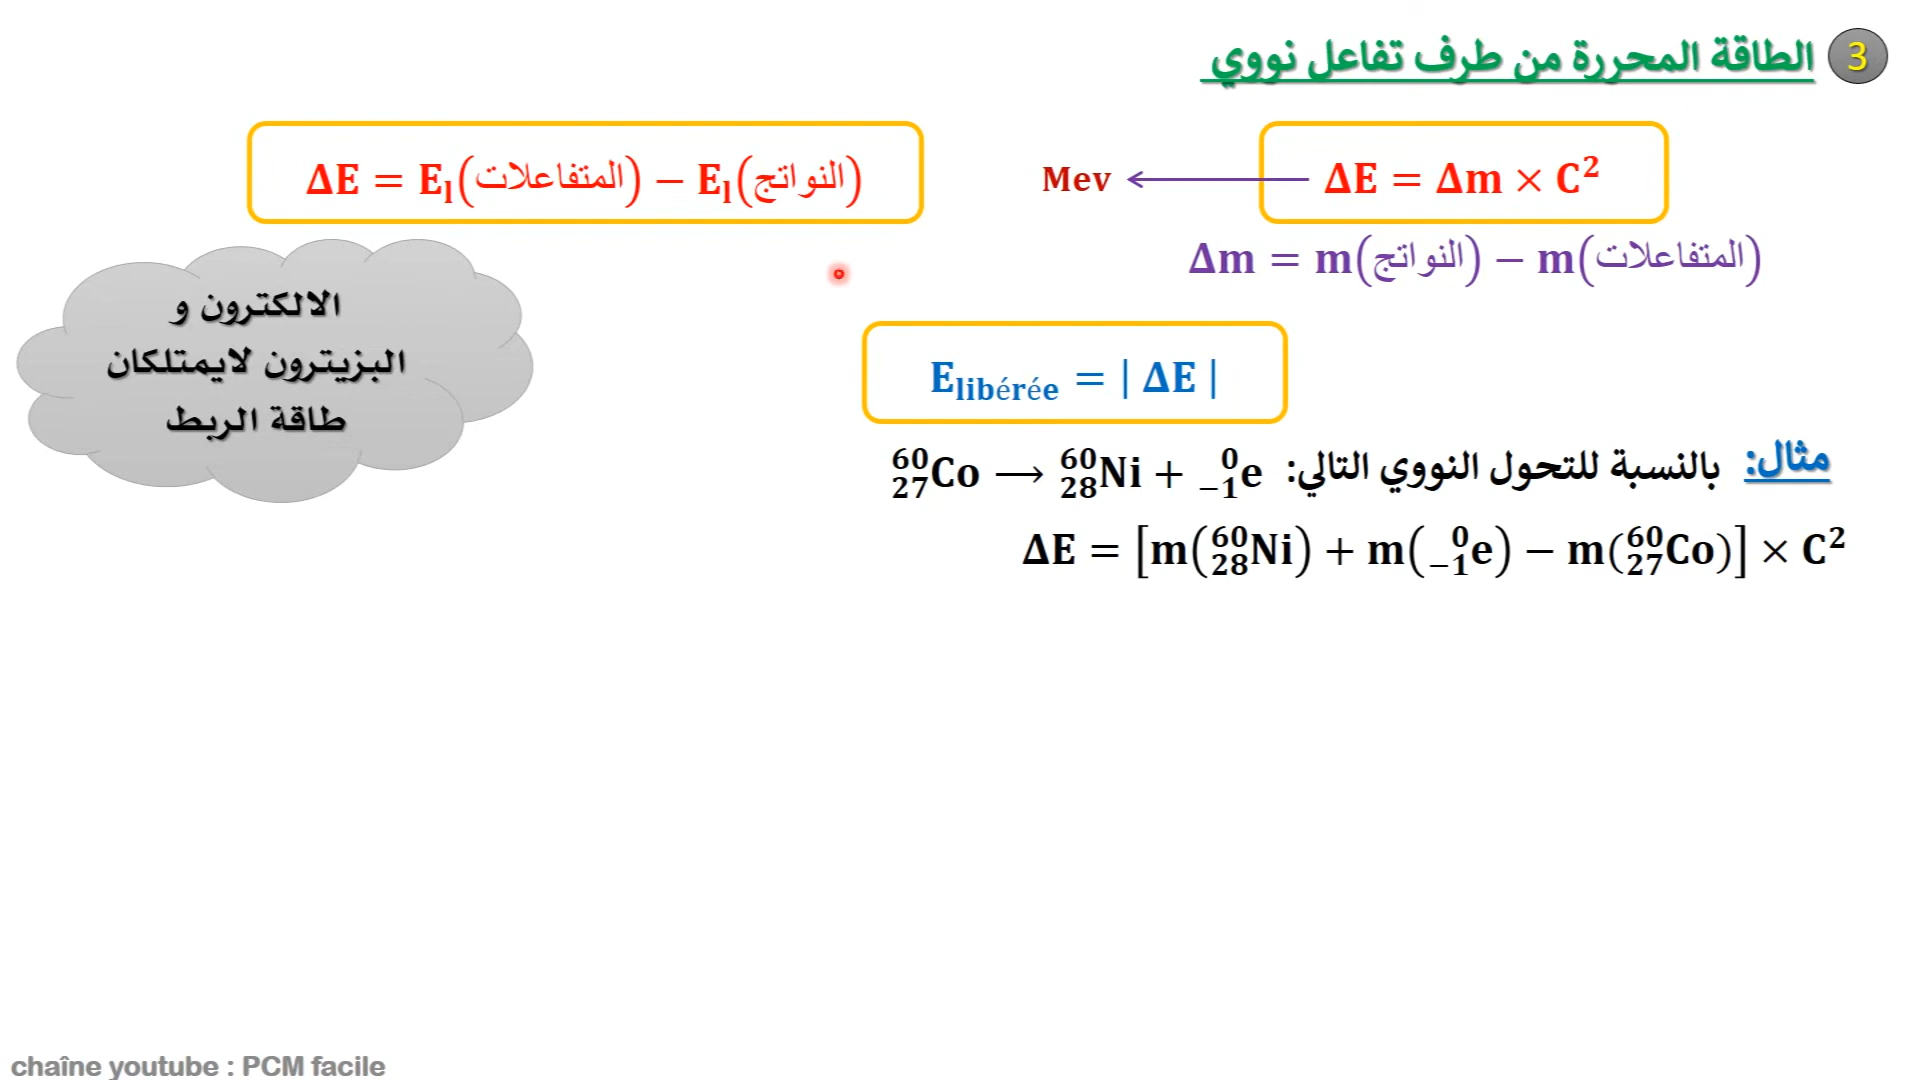 3 الطاقة المحررة من طرف تفاعل نووي
ΔE = Δm × C²
Mev
ΔE = Eₗ(المتفاعلات) − Eₗ(النواتج)
Δm = m(النواتج) − m(المتفاعلات)
الالكترون و
البزيترون لايمتلكان
طاقة الربط
E_libérée = | ΔE |
مثال: بالنسبة للتحول النووي التالي: ⁶⁰₂₇Co ⟶ ⁶⁰₂₈Ni + ⁰₋₁e
ΔE = [m(⁶⁰₂₈Ni) + m(⁰₋₁e) − m(⁶⁰₂₇Co)] × C²
chaîne youtube : PCM facile